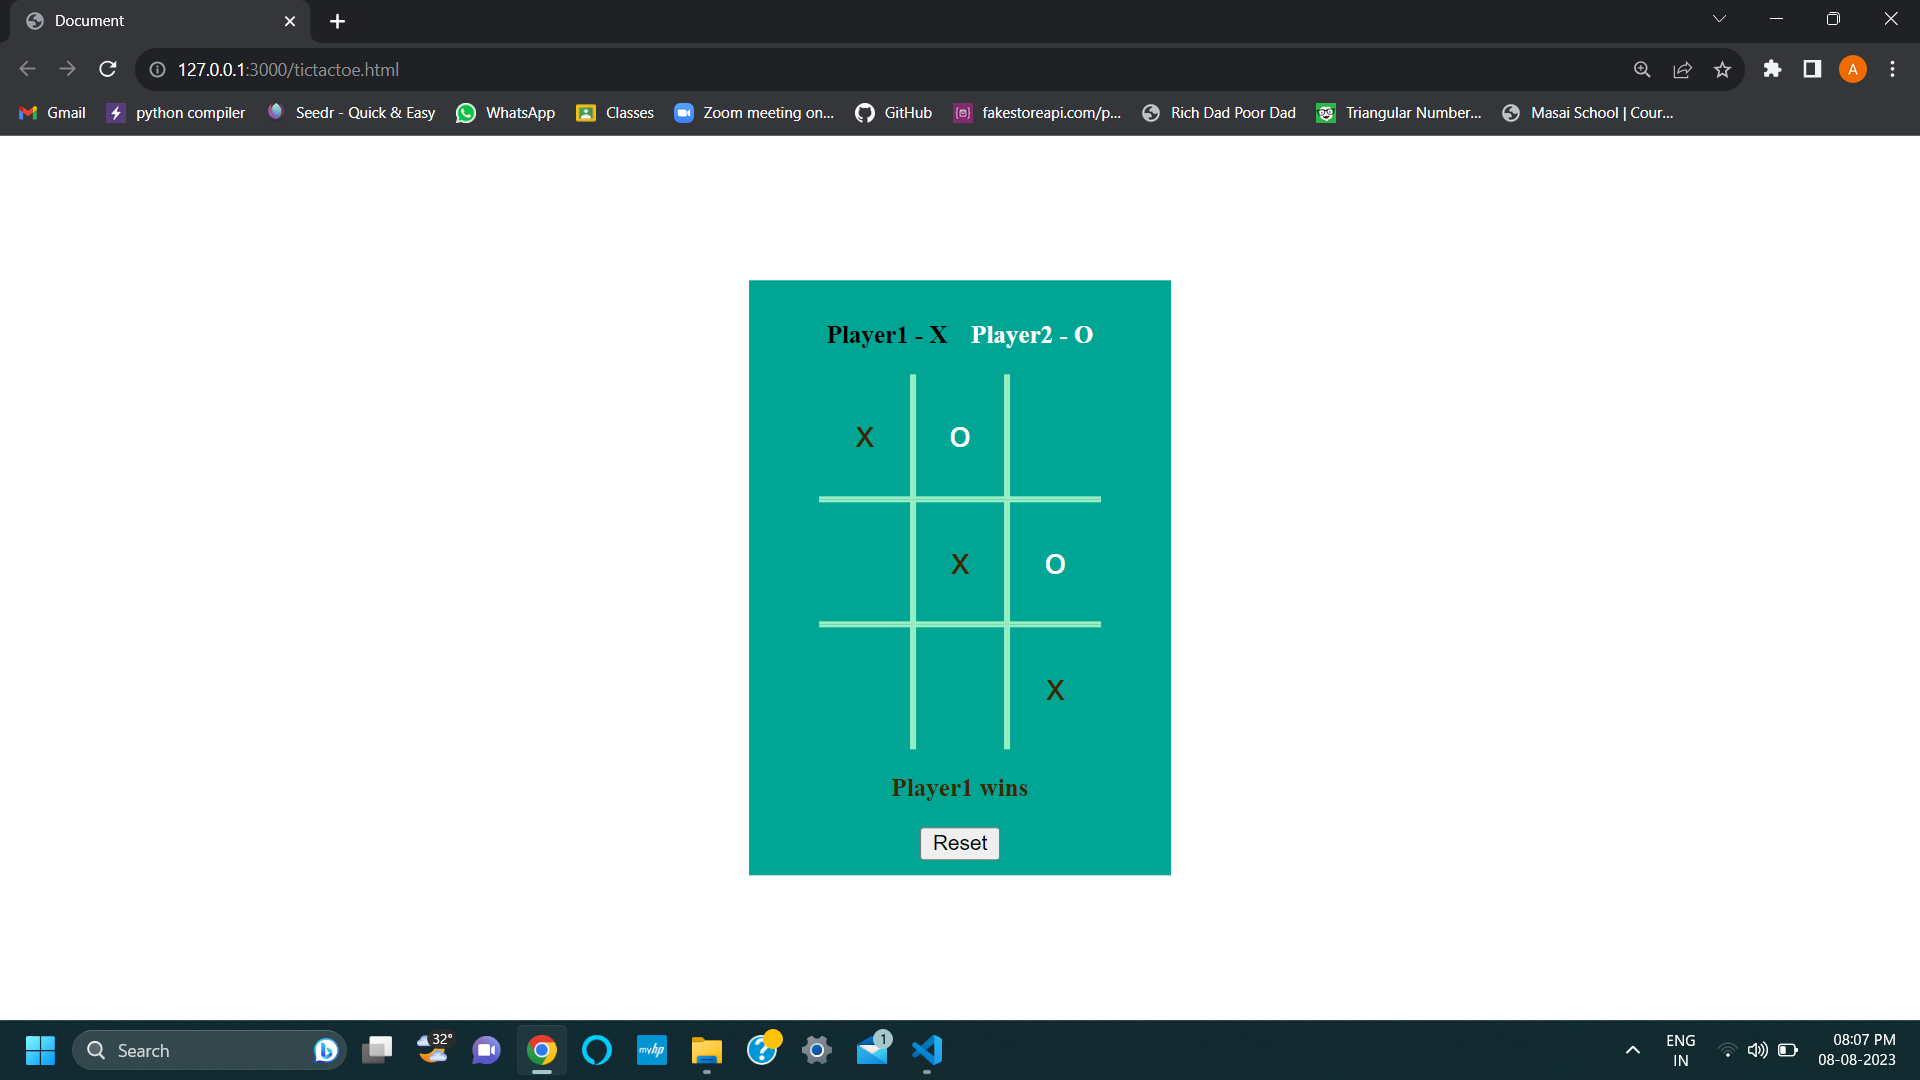 Document
127.0.0.1:3000/tictactoe.html
A
Gmail python compiler Seedr - Quick & Easy WhatsApp Classes Zoom meeting on... GitHub fakestoreapi.com/p... Rich Dad Poor Dad Triangular Number... Masai School | Cour...
Player1 - X Player2 - O
X O
X O
X
Player1 wins
Reset
Search 32° myhp ? 1 ENG IN 08:07 PM
08-08-2023